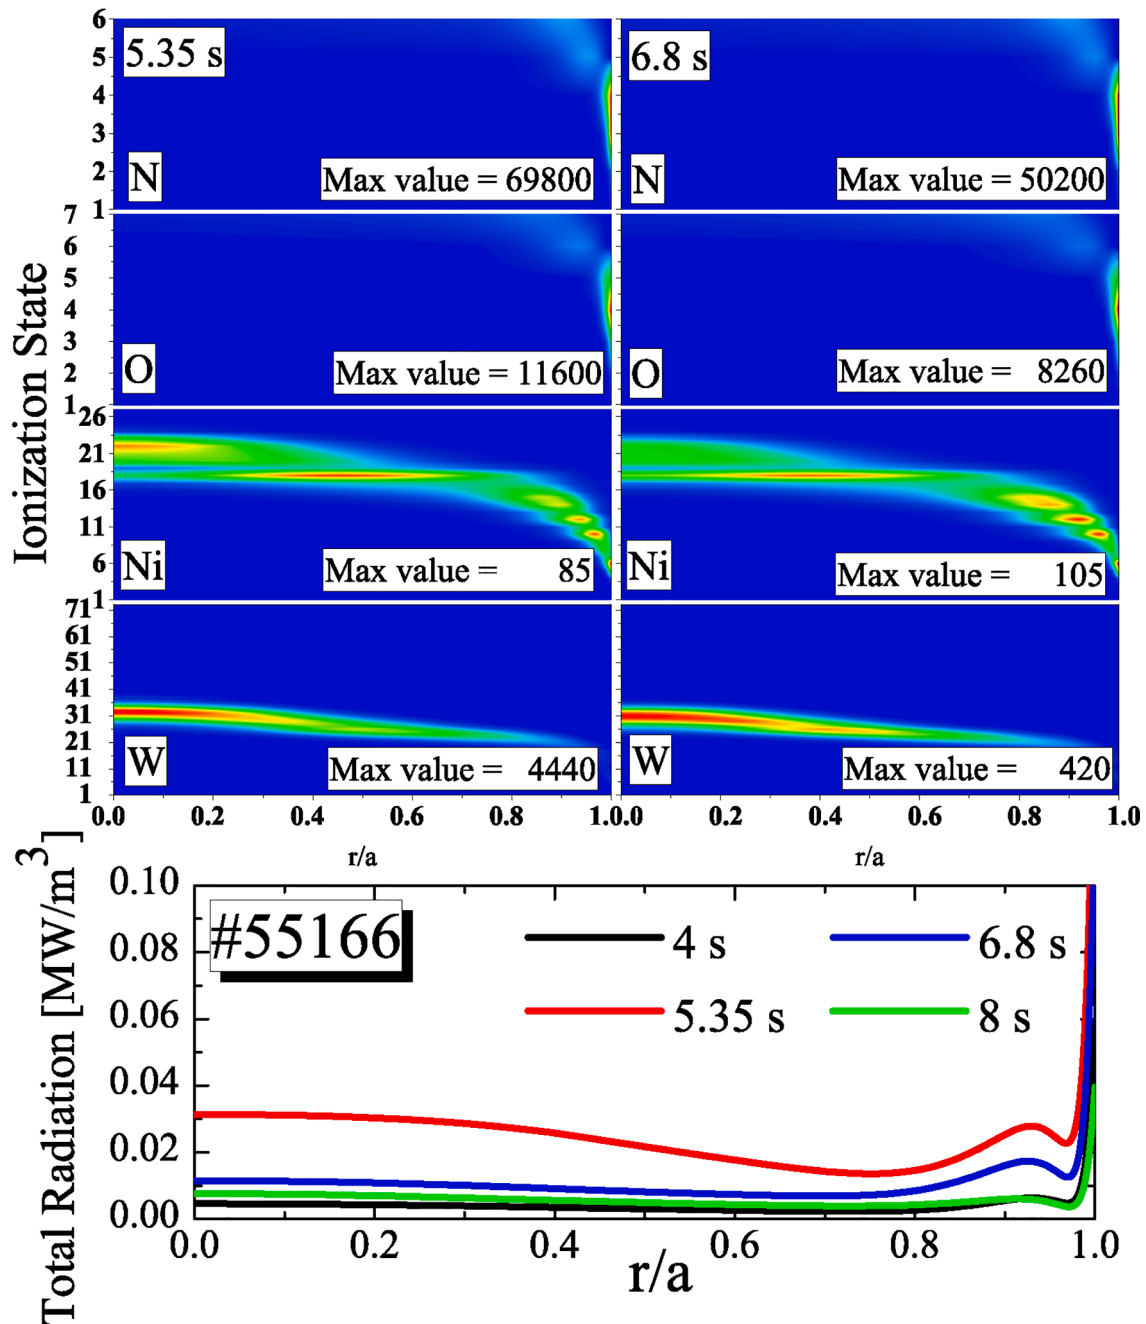 6
5
4
3
2
1
5.35 s
N
Max value = 69800
6.8 s
N
Max value = 50200
7
6
5
4
3
2
1
O
Max value = 11600
O
Max value = 8260
Ionization State
26
21
16
11
6
1
Ni
Max value = 85
Ni
Max value = 105
71
61
51
41
31
21
11
1
W
Max value = 4440
W
Max value = 420
0.0 0.2 0.4 0.6 0.8 1.0 0.0 0.2 0.4 0.6 0.8 1.0
r/a r/a
Total Radiation [MW/m³]
0.10
0.08
0.06
0.04
0.02
0.00
#55166
4 s 6.8 s
5.35 s 8 s
0.0 0.2 0.4 0.6 0.8 1.0
r/a